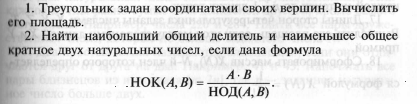 1. Треугольник задан координатами своих вершин. Вычислить
его площадь.
2. Найти наибольший общий делитель и наименьшее общее
кратное двух натуральных чисел, если дана формула
НОК(A, B) = A · B / НОД(A, B).